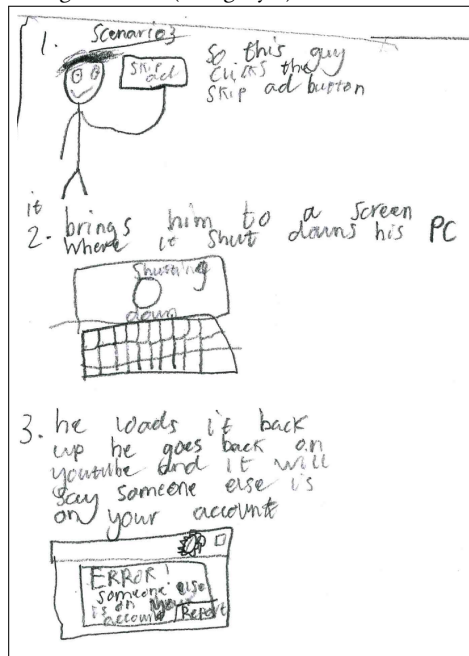 1. Scenario 3
Skip
ad
So this guy
clicks the
skip ad button
it
2. brings him to a screen
where it shut downs his PC
Shutting
down
3. he loads it back
up he goes back on
youtube and it will
say someone else is
on your account
ERROR!
someone else
is on your
account
Report